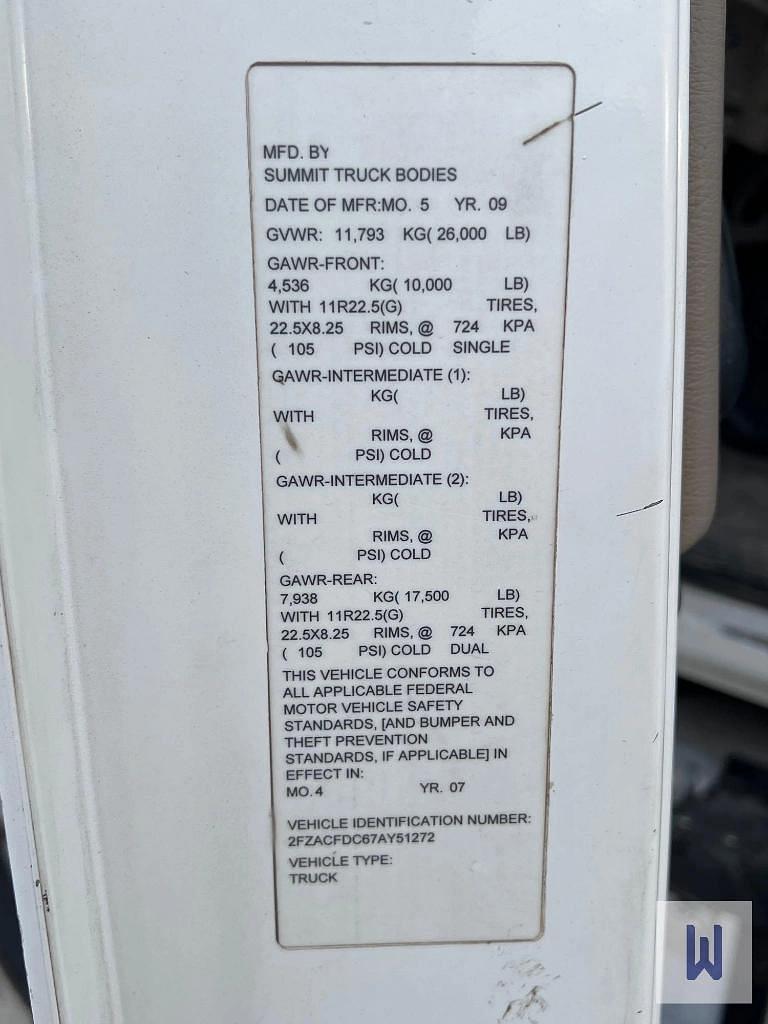 MFD. BY
SUMMIT TRUCK BODIES
DATE OF MFR:MO. 5 YR. 09
GVWR: 11,793 KG( 26,000 LB)
GAWR-FRONT:
4,536 KG( 10,000 LB)
WITH 11R22.5(G) TIRES,
22.5X8.25 RIMS, @ 724 KPA
( 105 PSI) COLD SINGLE
GAWR-INTERMEDIATE (1):
KG( LB)
WITH TIRES,
RIMS, @ KPA
( PSI) COLD
GAWR-INTERMEDIATE (2):
KG( LB)
WITH TIRES,
RIMS, @ KPA
( PSI) COLD
GAWR-REAR:
7,938 KG( 17,500 LB)
WITH 11R22.5(G) TIRES,
22.5X8.25 RIMS, @ 724 KPA
( 105 PSI) COLD DUAL
THIS VEHICLE CONFORMS TO
ALL APPLICABLE FEDERAL
MOTOR VEHICLE SAFETY
STANDARDS, [AND BUMPER AND
THEFT PREVENTION
STANDARDS, IF APPLICABLE] IN
EFFECT IN:
MO. 4 YR. 07
VEHICLE IDENTIFICATION NUMBER:
2FZACFDC67AY51272
VEHICLE TYPE:
TRUCK
W